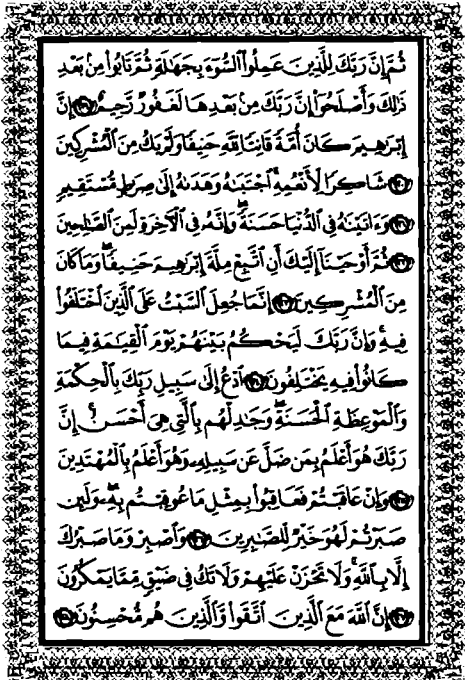 ثُمَّ إِنَّ رَبَّكَ لِلَّذِينَ عَمِلُوا۟ ٱلسُّوٓءَ بِجَهَٰلَةٍ ثُمَّ تَابُوا۟ مِنۢ بَعْدِ
ذَٰلِكَ وَأَصْلَحُوٓا۟ إِنَّ رَبَّكَ مِنۢ بَعْدِهَا لَغَفُورٌ رَّحِيمٌ ۝١١٩ إِنَّ
إِبْرَٰهِيمَ كَانَ أُمَّةً قَانِتًا لِّلَّهِ حَنِيفًا وَلَمْ يَكُ مِنَ ٱلْمُشْرِكِينَ
۝١٢٠ شَاكِرًا لِّأَنْعُمِهِ ٱجْتَبَىٰهُ وَهَدَىٰهُ إِلَىٰ صِرَٰطٍ مُّسْتَقِيمٍ
۝١٢١ وَءَاتَيْنَٰهُ فِى ٱلدُّنْيَا حَسَنَةً وَإِنَّهُۥ فِى ٱلْءَاخِرَةِ لَمِنَ ٱلصَّٰلِحِينَ
۝١٢٢ ثُمَّ أَوْحَيْنَآ إِلَيْكَ أَنِ ٱتَّبِعْ مِلَّةَ إِبْرَٰهِيمَ حَنِيفًا وَمَا كَانَ
مِنَ ٱلْمُشْرِكِينَ ۝١٢٣ إِنَّمَا جُعِلَ ٱلسَّبْتُ عَلَى ٱلَّذِينَ ٱخْتَلَفُوا۟
فِيهِ وَإِنَّ رَبَّكَ لَيَحْكُمُ بَيْنَهُمْ يَوْمَ ٱلْقِيَٰمَةِ فِيمَا
كَانُوا۟ فِيهِ يَخْتَلِفُونَ ۝١٢٤ ٱدْعُ إِلَىٰ سَبِيلِ رَبِّكَ بِٱلْحِكْمَةِ
وَٱلْمَوْعِظَةِ ٱلْحَسَنَةِ وَجَٰدِلْهُم بِٱلَّتِى هِىَ أَحْسَنُ إِنَّ
رَبَّكَ هُوَ أَعْلَمُ بِمَن ضَلَّ عَن سَبِيلِهِۦ وَهُوَ أَعْلَمُ بِٱلْمُهْتَدِينَ
۝١٢٥ وَإِنْ عَاقَبْتُمْ فَعَاقِبُوا۟ بِمِثْلِ مَا عُوقِبْتُم بِهِۦ وَلَئِن
صَبَرْتُمْ لَهُوَ خَيْرٌ لِّلصَّٰبِرِينَ ۝١٢٦ وَٱصْبِرْ وَمَا صَبْرُكَ
إِلَّا بِٱللَّهِ وَلَا تَحْزَنْ عَلَيْهِمْ وَلَا تَكُ فِى ضَيْقٍ مِّمَّا يَمْكُرُونَ
۝١٢٧ إِنَّ ٱللَّهَ مَعَ ٱلَّذِينَ ٱتَّقَوا۟ وَّٱلَّذِينَ هُم مُّحْسِنُونَ ۝١٢٨